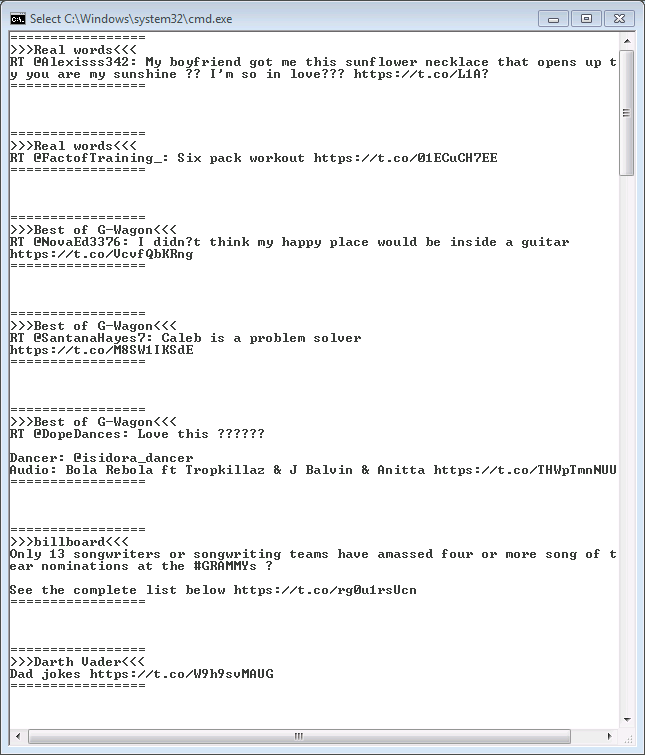 Select C:\Windows\system32\cmd.exe
=================
>>>Real words<<<
RT @Alexisss342: My boyfriend got me this sunflower necklace that opens up t
y you are my sunshine ?? I'm so in love??? https://t.co/L1A?
=================
=================
>>>Real words<<<
RT @FactofTraining_: Six pack workout https://t.co/01ECuCH7EE
=================
=================
>>>Best of G-Wagon<<<
RT @NovaEd3376: I didn?t think my happy place would be inside a guitar
https://t.co/VcvfQbKRng
=================
=================
>>>Best of G-Wagon<<<
RT @SantanaHayes7: Caleb is a problem solver
https://t.co/M8SW1IKSdE
=================
=================
>>>Best of G-Wagon<<<
RT @DopeDances: Love this ??????
Dancer: @isidora_dancer
Audio: Bola Rebola ft Tropkillaz & J Balvin & Anitta https://t.co/THWpTmnNUU
=================
=================
>>>billboard<<<
Only 13 songwriters or songwriting teams have amassed four or more song of t
ear nominations at the #GRAMMYs ?
See the complete list below https://t.co/rg0u1rsUcn
=================
=================
>>>Darth Vader<<<
Dad jokes https://t.co/W9h9svMAUG
=================